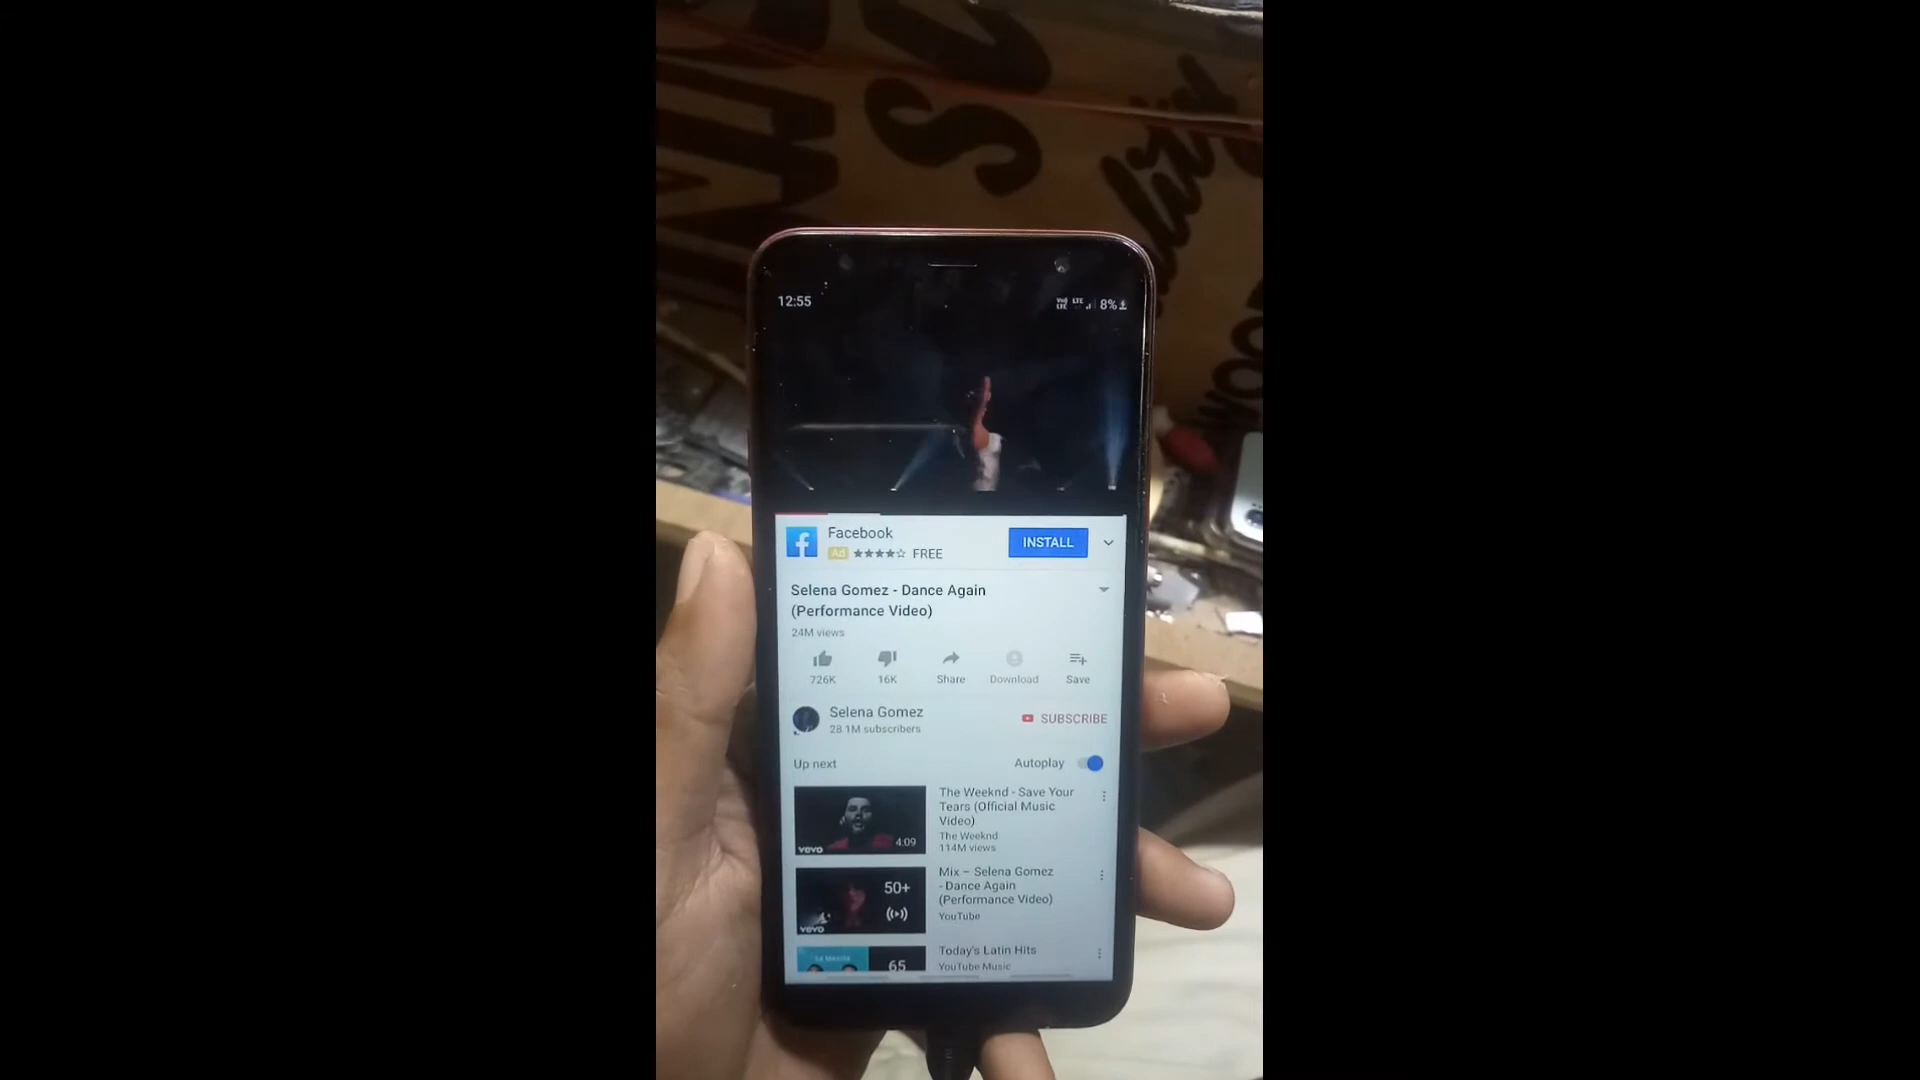 12:55
LTE
8%
Facebook
INSTALL
Ad ★★★★☆ FREE
Selena Gomez - Dance Again
(Performance Video)
24M views
726K
16K
Share
Download
Save
Selena Gomez
28.1M subscribers
SUBSCRIBE
Up next
Autoplay
The Weeknd - Save Your
Tears (Official Music
Video)
The Weeknd
114M views
4:09
vevo
Mix – Selena Gomez
- Dance Again
(Performance Video)
YouTube
50+
vevo
Today's Latin Hits
YouTube Music
65